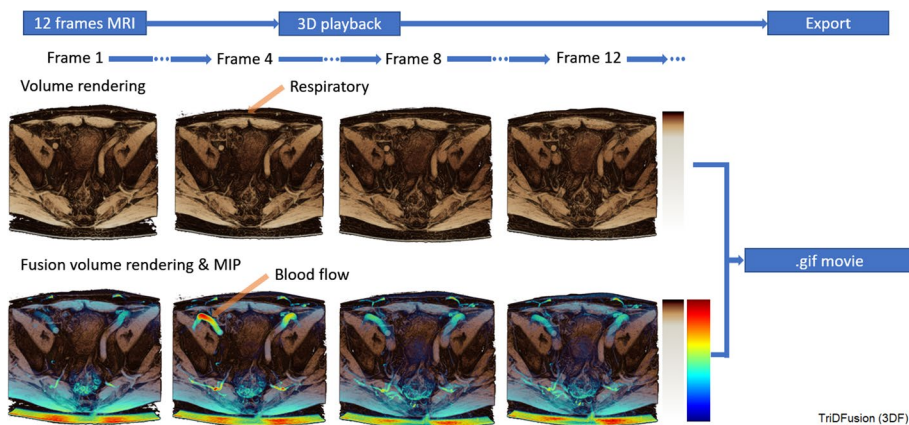 12 frames MRI
3D playback
Export
Frame 1
Frame 4
Frame 8
Frame 12
Volume rendering
Respiratory
Fusion volume rendering & MIP
Blood flow
.gif movie
TriDFusion (3DF)